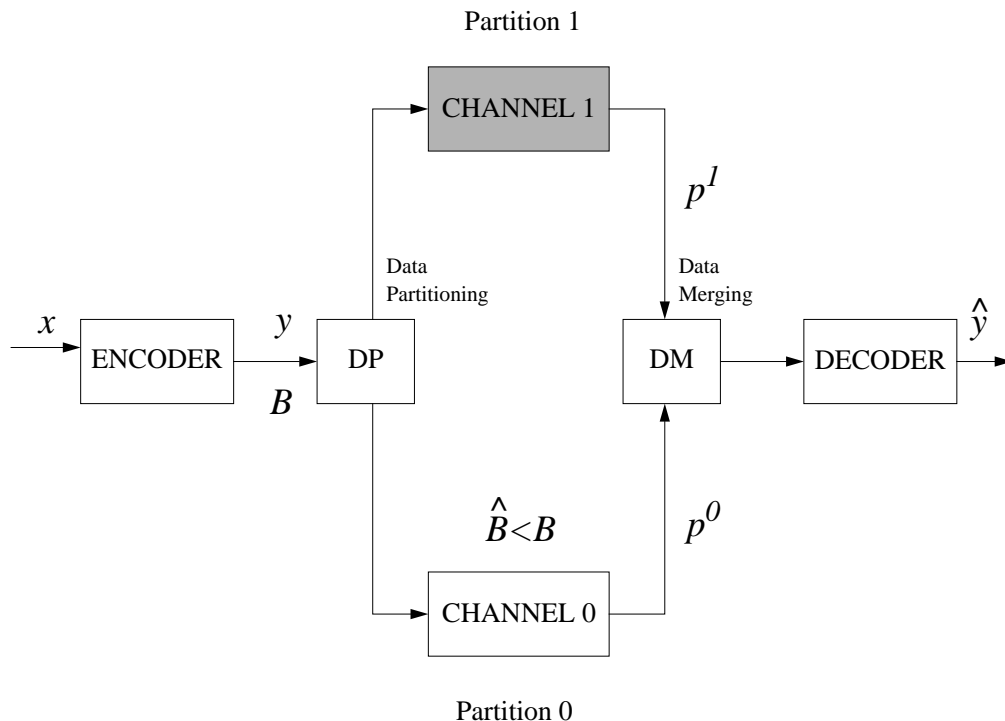 Partition 1
CHANNEL 1
p^1
Data
Partitioning
Data
Merging
x
ENCODER
y
B
DP
DM
DECODER
ŷ
B̂<B
p^0
CHANNEL 0
Partition 0